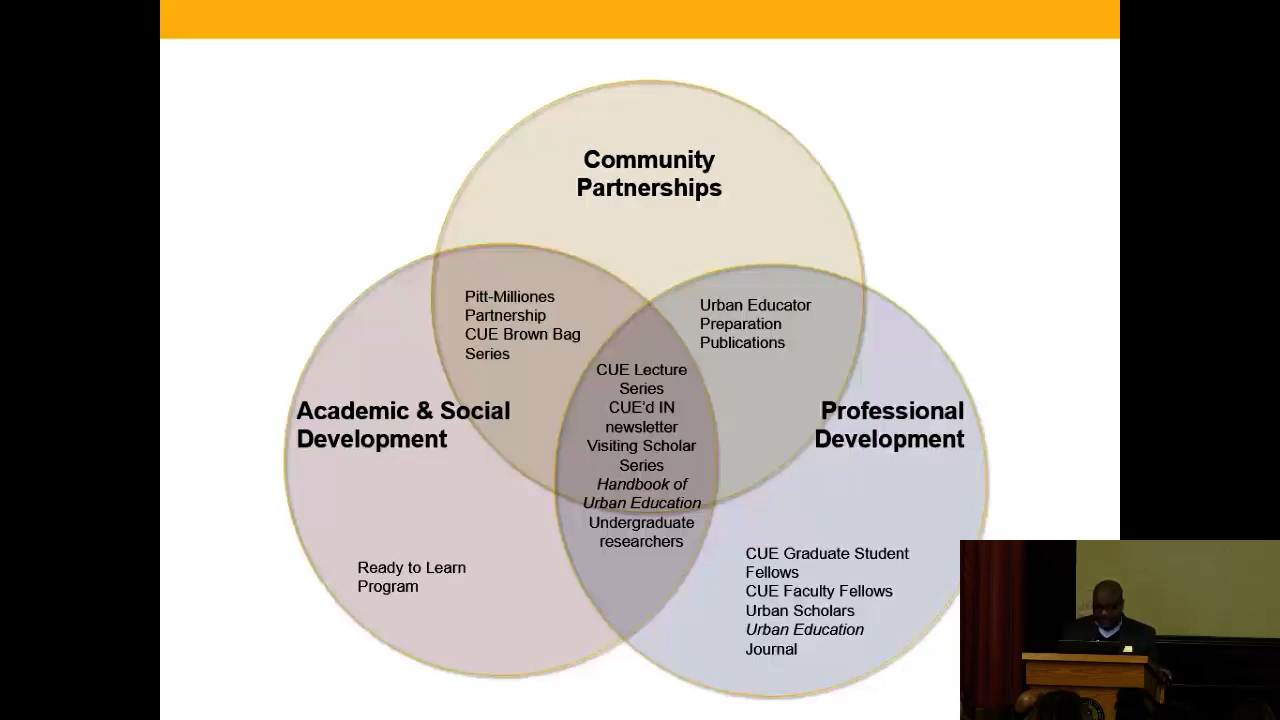 Community
Partnerships
Pitt-Milliones
Partnership
CUE Brown Bag
Series
Urban Educator
Preparation
Publications
CUE Lecture
Series
CUE'd IN
newsletter
Visiting Scholar
Series
Handbook of
Urban Education
Undergraduate
researchers
Academic & Social
Development
Professional
Development
Ready to Learn
Program
CUE Graduate Student
Fellows
CUE Faculty Fellows
Urban Scholars
Urban Education
Journal